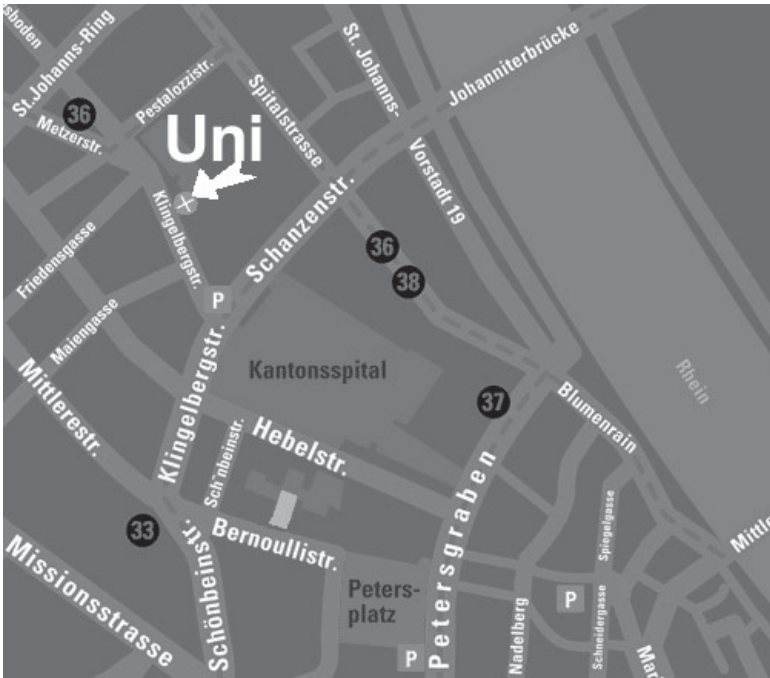 sboden
St.Johanns-Ring
36
Metzerstr.
Pestalozzistr.
Spitalstrasse
St. Johanns-
Vorstadt 19
Johanniterbrücke
Uni
Klingelbergstr.
Schanzenstr.
Friedensgasse
36
38
P
Maiengasse
Mittlerestr.
Klingelbergstr.
Kantonsspital
Rhein
37
Blumenrain
Schönbeinstr.
Hebelstr.
33
Bernoullistr.
Schönbeinstr.
Missionsstrasse
Peters-
platz
Petersgraben
P
Nadelberg
P
Spiegelgasse
Schneidergasse
Mittle
Mar